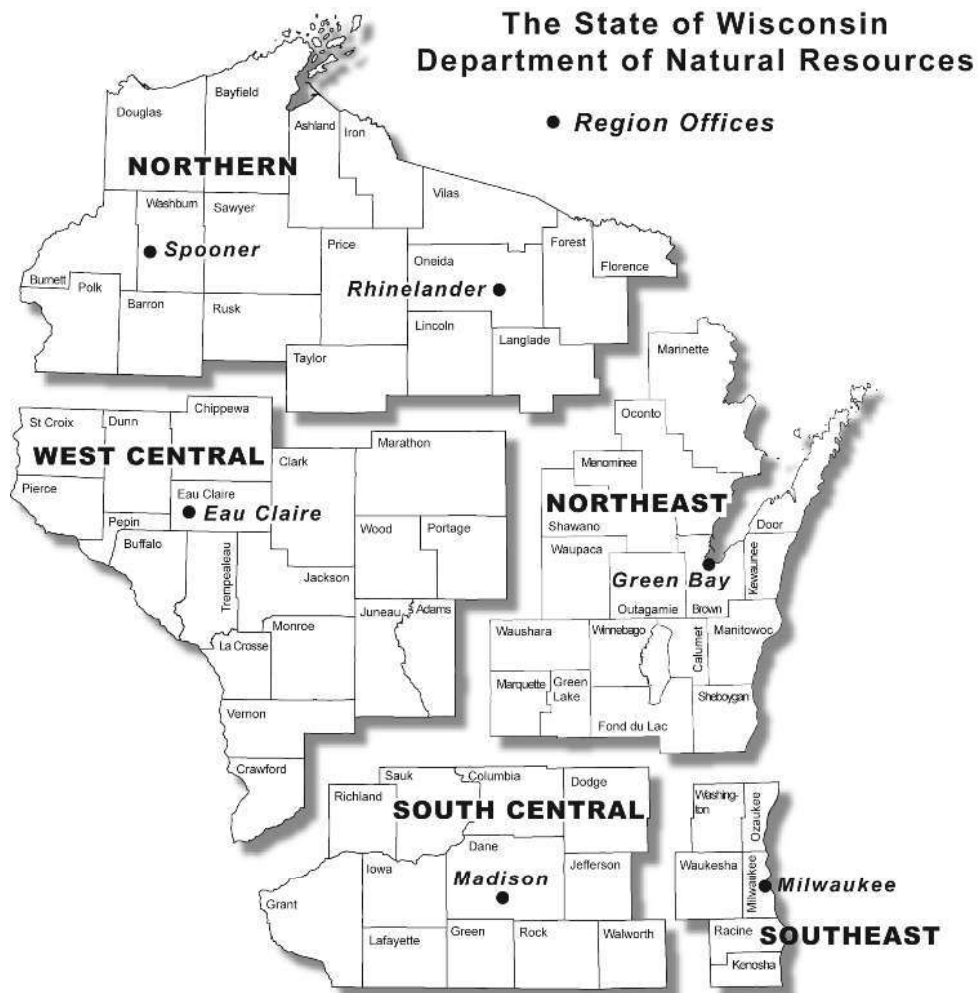 The State of Wisconsin
Department of Natural Resources
● Region Offices
Douglas
Bayfield
Ashland
Iron
NORTHERN
Vilas
Washburn
Sawyer
Spooner
Price
Oneida
Forest
Florence
Burnett
Polk
Barron
Rusk
Rhinelander
Lincoln
Langlade
Taylor
Marinette
St Croix
Dunn
Chippewa
Oconto
WEST CENTRAL
Clark
Marathon
Menominee
Pierce
Eau Claire
Eau Claire
NORTHEAST
Pepin
Buffalo
Trempealeau
Wood
Portage
Shawano
Waupaca
Door
Kewaunee
Jackson
Green Bay
Juneau
Adams
Outagamie
Brown
Monroe
La Crosse
Waushara
Winnebago
Calumet
Manitowoc
Marquette
Green
Lake
Sheboygan
Vernon
Fond du Lac
Crawford
Sauk
Columbia
Dodge
Richland
SOUTH CENTRAL
Washing-
ton
Ozaukee
Dane
Iowa
Jefferson
Waukesha
Milwaukee
Madison
Milwaukee
Grant
Lafayette
Green
Rock
Walworth
Racine
SOUTHEAST
Kenosha